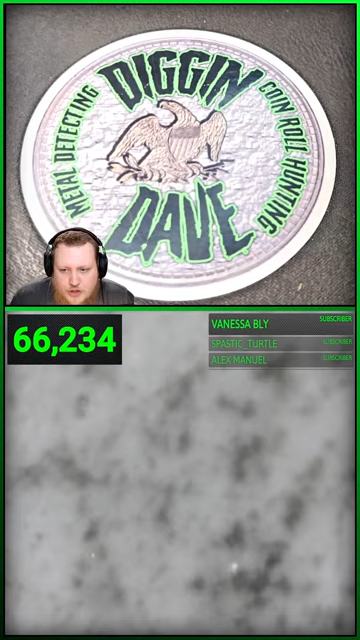 DIGGIN
METAL DETECTING
COIN ROLL HUNTING
DAVE
66,234
VANESSA BLY SUBSCRIBER
SPASTIC_TURTLE SUBSCRIBER
ALEX MANUEL SUBSCRIBER